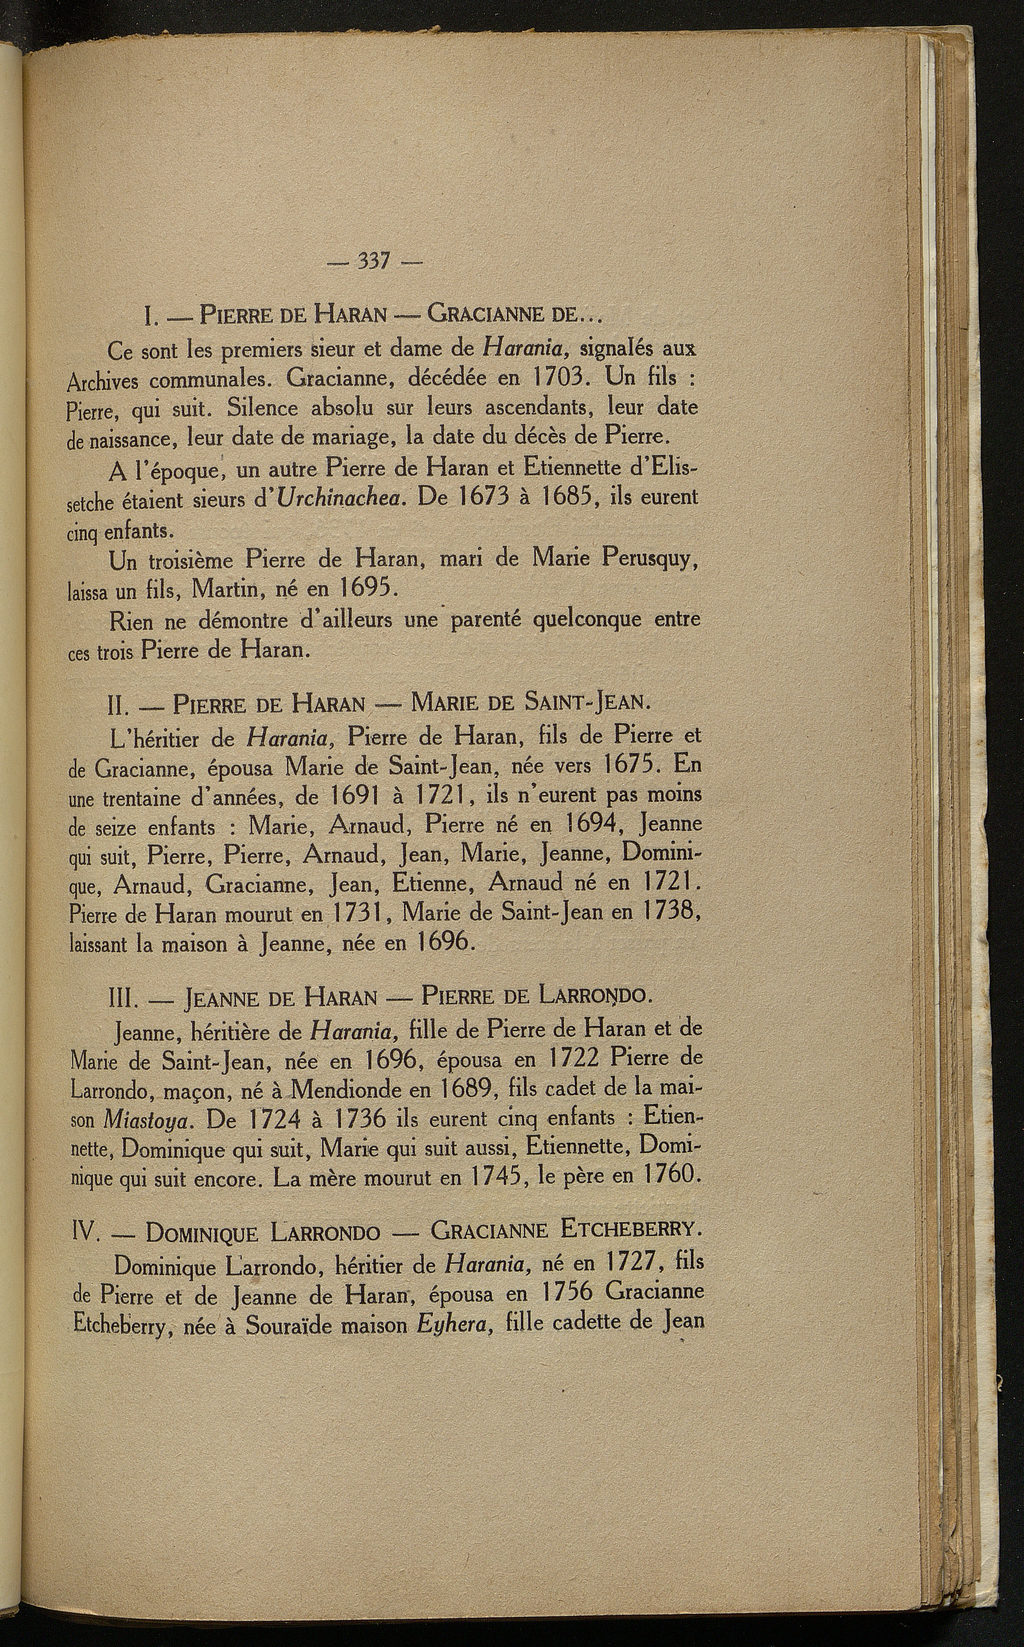 — 337 —
I. — PIERRE DE HARAN — GRACIANNE DE...
Ce sont les premiers sieur et dame de Harania, signalés aux
Archives communales. Gracianne, décédée en 1703. Un fils :
Pierre, qui suit. Silence absolu sur leurs ascendants, leur date
de naissance, leur date de mariage, la date du décès de Pierre.
A l'époque, un autre Pierre de Haran et Etiennette d'Elis-
setche étaient sieurs d'Urchinachea. De 1673 à 1685, ils eurent
cinq enfants.
Un troisième Pierre de Haran, mari de Marie Perusquy,
laissa un fils, Martin, né en 1695.
Rien ne démontre d'ailleurs une parenté quelconque entre
ces trois Pierre de Haran.
II. — PIERRE DE HARAN — MARIE DE SAINT-JEAN.
L'héritier de Harania, Pierre de Haran, fils de Pierre et
de Gracianne, épousa Marie de Saint-Jean, née vers 1675. En
une trentaine d'années, de 1691 à 1721, ils n'eurent pas moins
de seize enfants : Marie, Arnaud, Pierre né en 1694, Jeanne
qui suit, Pierre, Pierre, Arnaud, Jean, Marie, Jeanne, Domini-
que, Arnaud, Gracianne, Jean, Etienne, Arnaud né en 1721.
Pierre de Haran mourut en 1731, Marie de Saint-Jean en 1738,
laissant la maison à Jeanne, née en 1696.
III. — JEANNE DE HARAN — PIERRE DE LARRONDO.
Jeanne, héritière de Harania, fille de Pierre de Haran et de
Marie de Saint-Jean, née en 1696, épousa en 1722 Pierre de
Larrondo, maçon, né à Mendionde en 1689, fils cadet de la mai-
son Miastoya. De 1724 à 1736 ils eurent cinq enfants : Etien-
nette, Dominique qui suit, Marie qui suit aussi, Etiennette, Domi-
nique qui suit encore. La mère mourut en 1745, le père en 1760.
IV. — DOMINIQUE LARRONDO — GRACIANNE ETCHEBERRY.
Dominique Larrondo, héritier de Harania, né en 1727, fils
de Pierre et de Jeanne de Haran, épousa en 1756 Gracianne
Etcheberry, née à Souraïde maison Eyhera, fille cadette de Jean